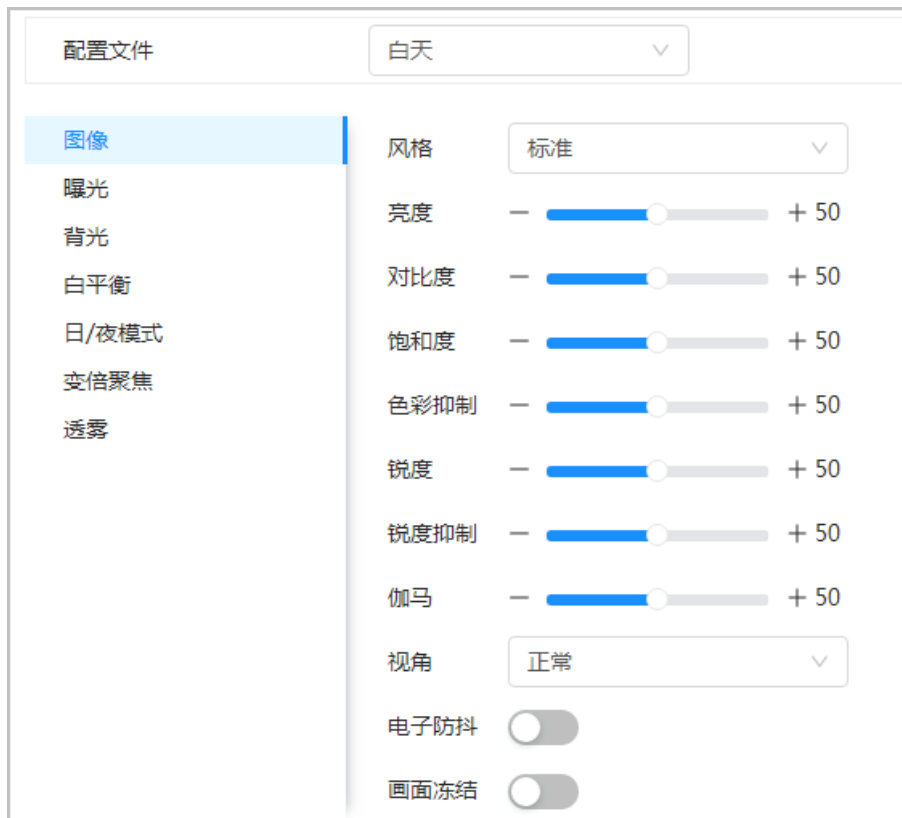 配置文件 白天
图像
曝光
背光
白平衡
日/夜模式
变倍聚焦
透雾
风格 标准
亮度 50
对比度 50
饱和度 50
色彩抑制 50
锐度 50
锐度抑制 50
伽马 50
视角 正常
电子防抖
画面冻结